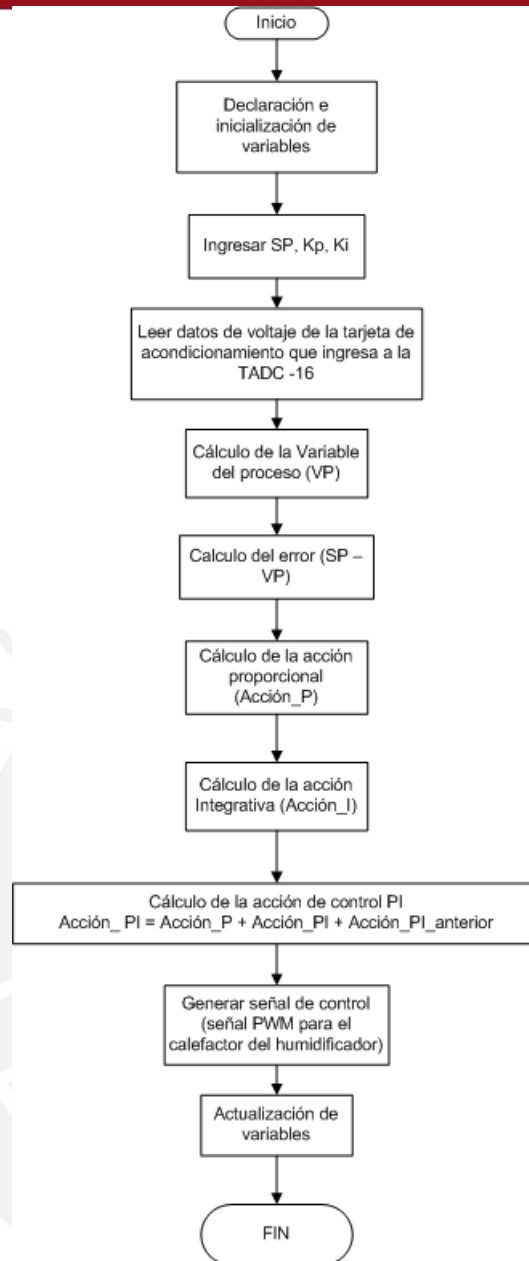 Inicio
Declaración e
inicialización de
variables
Ingresar SP, Kp, Ki
Leer datos de voltaje de la tarjeta de
acondicionamiento que ingresa a la
TADC -16
Cálculo de la Variable
del proceso (VP)
Calculo del error (SP –
VP)
Cálculo de la acción
proporcional
(Acción_P)
Cálculo de la acción
Integrativa (Acción_I)
Cálculo de la acción de control PI
Acción_ PI = Acción_P + Acción_PI + Acción_PI_anterior
Generar señal de control
(señal PWM para el
calefactor del humidificador)
Actualización de
variables
FIN